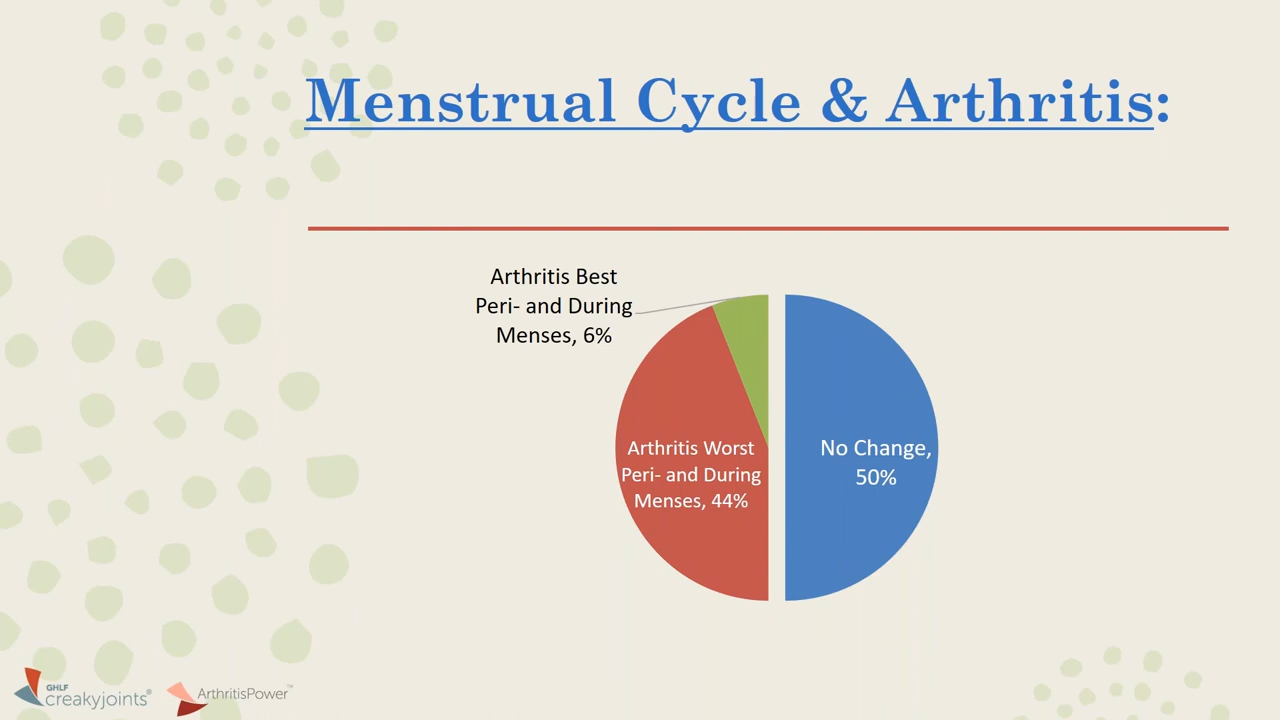 Menstrual Cycle & Arthritis:
Arthritis Best
Peri- and During
Menses, 6%
Arthritis Worst
Peri- and During
Menses, 44%
No Change,
50%
GHLF
creakyjoints®
ArthritisPower™